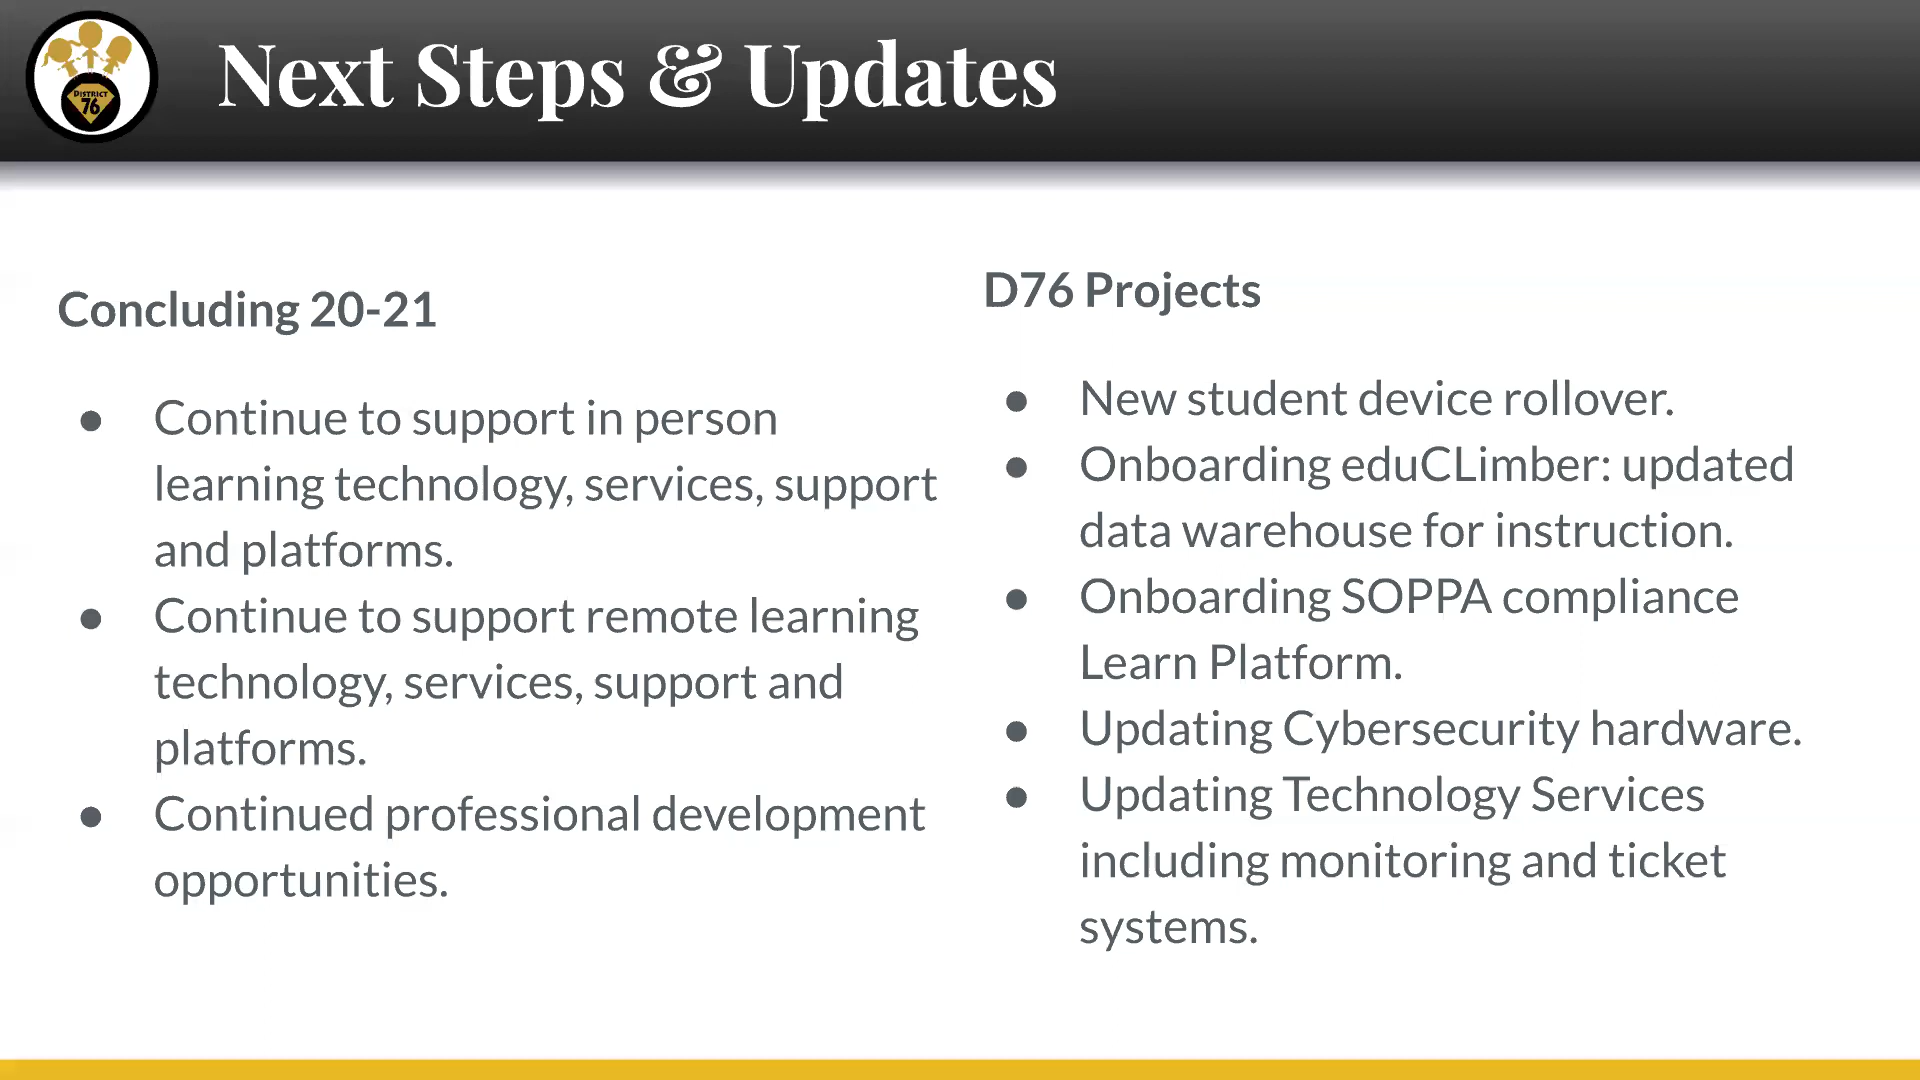 DISTRICT
76
Next Steps & Updates
Concluding 20-21
● Continue to support in person
learning technology, services, support
and platforms.
● Continue to support remote learning
technology, services, support and
platforms.
● Continued professional development
opportunities.
D76 Projects
● New student device rollover.
● Onboarding eduCLimber: updated
data warehouse for instruction.
● Onboarding SOPPA compliance
Learn Platform.
● Updating Cybersecurity hardware.
● Updating Technology Services
including monitoring and ticket
systems.